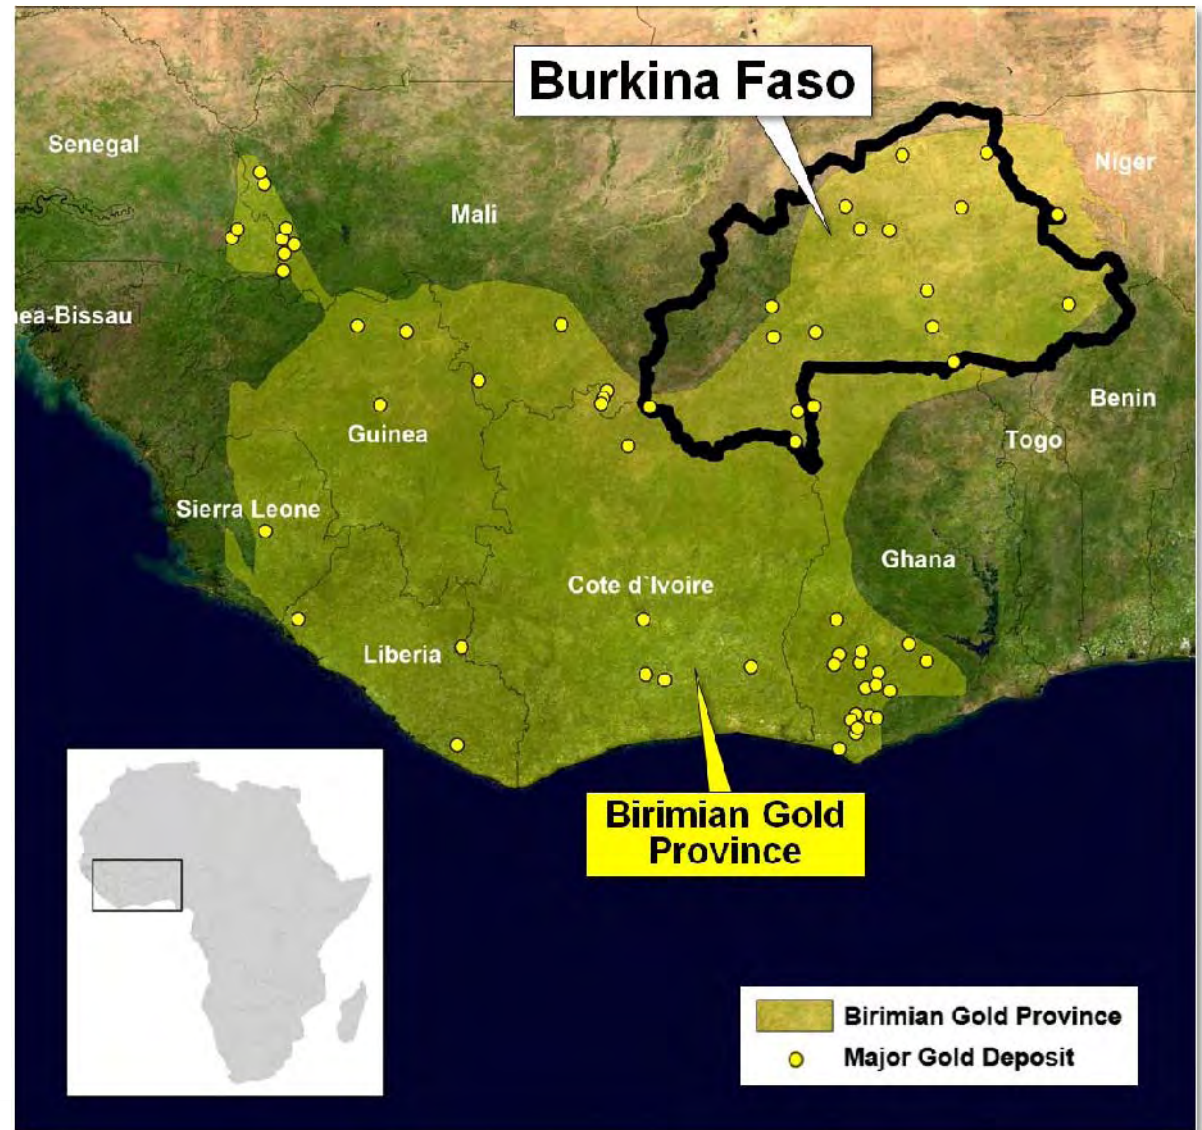 Burkina Faso
Senegal
Niger
Mali
nea-Bissau
Benin
Guinea
Togo
Sierra Leone
Ghana
Cote d`Ivoire
Liberia
Birimian Gold
Province
Birimian Gold Province
Major Gold Deposit